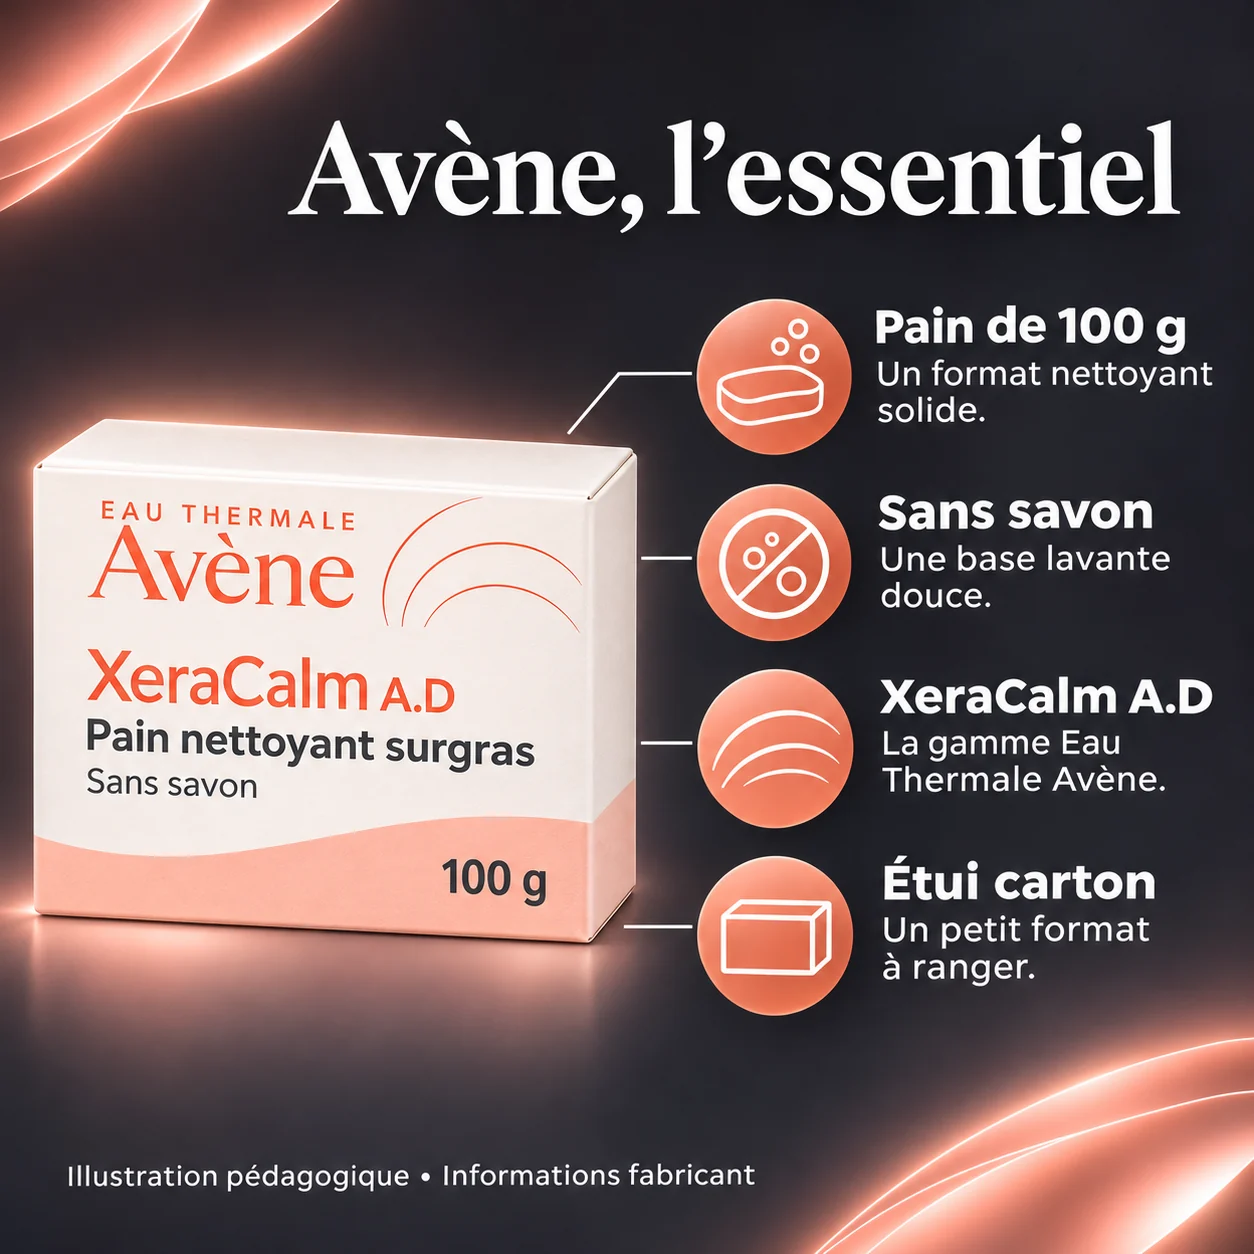 Avène, l'essentiel
EAU THERMALE
Avène
XeraCalm A.D
Pain nettoyant surgras
Sans savon
100 g
Pain de 100 g
Un format nettoyant
solide.
Sans savon
Une base lavante
douce.
XeraCalm A.D
La gamme Eau
Thermale Avène.
Étui carton
Un petit format
à ranger.
Illustration pédagogique • Informations fabricant